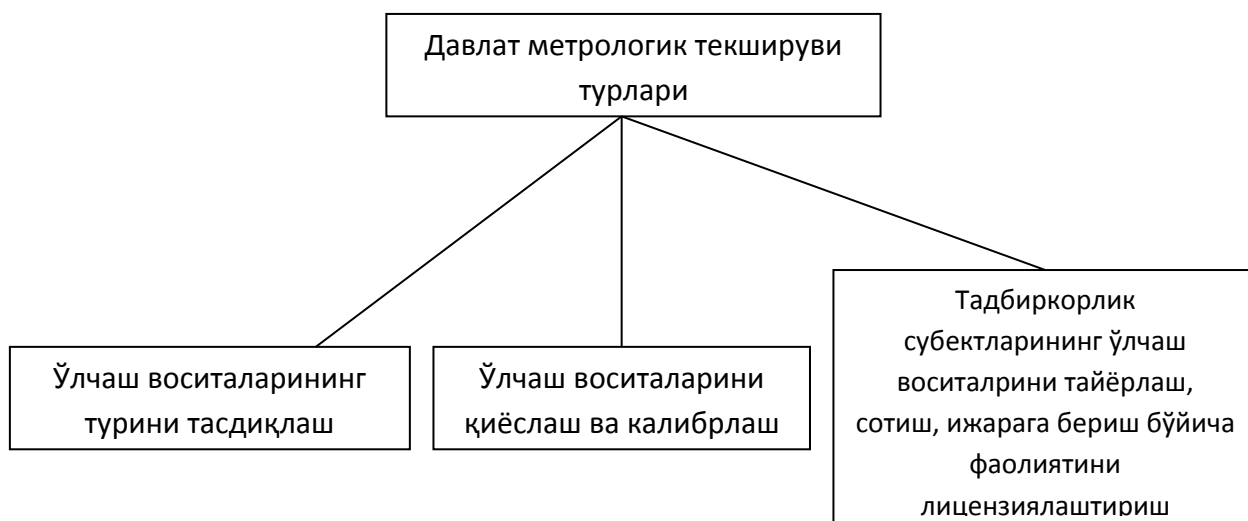 Давлат метрологик текшируви
турлари
Ўлчаш воситаларининг
турини тасдиқлаш
Ўлчаш воситаларини
қиёслаш ва калибрлаш
Тадбиркорлик
субектларининг ўлчаш
воситалрини тайёрлаш,
сотиш, ижарага бериш бўйича
фаолиятини
лицензиялаштириш